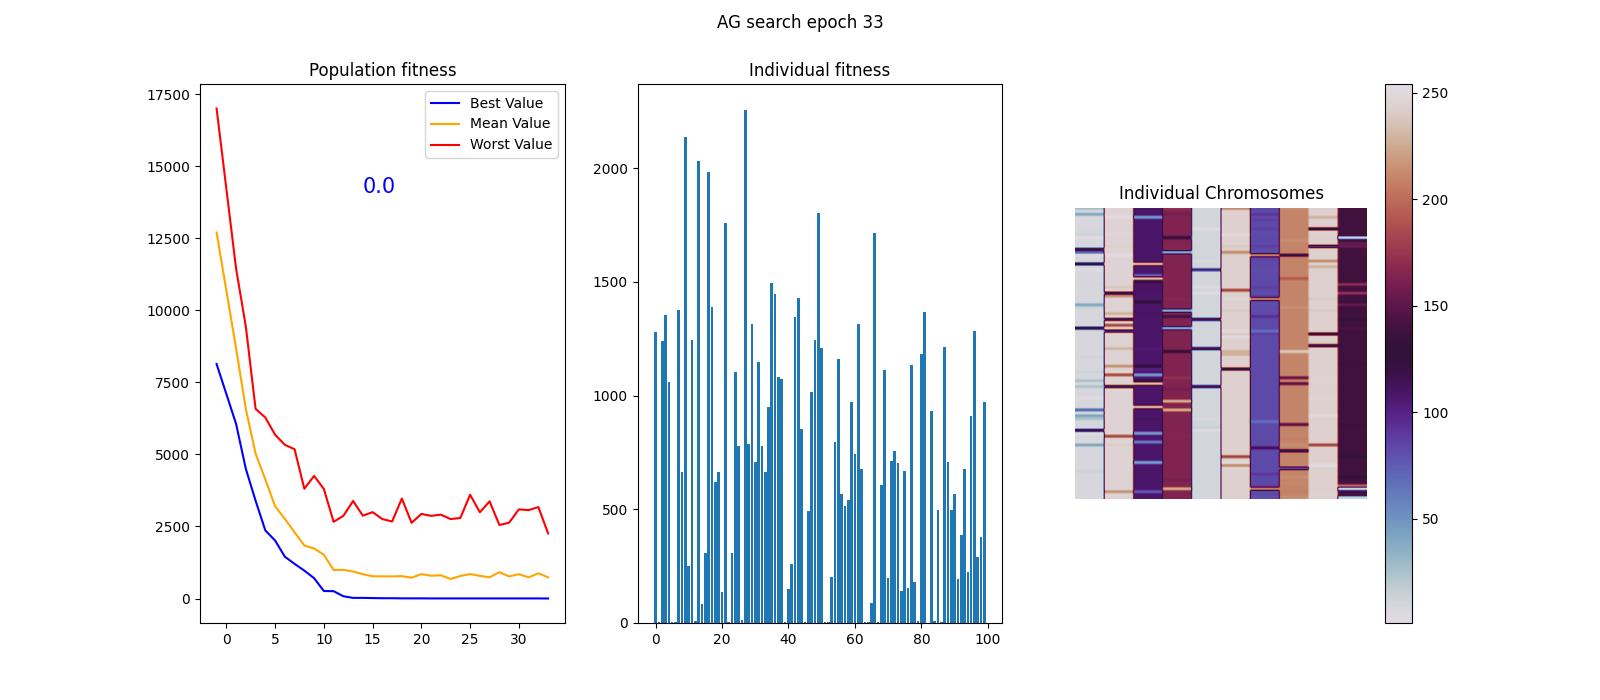 AG search epoch 33
Population fitness
17500
15000
12500
10000
7500
5000
2500
0
0 5 10 15 20 25 30
Best Value
Mean Value
Worst Value
0.0
Individual fitness
2000
1500
1000
500
0
0 20 40 60 80 100
Individual Chromosomes
250
200
150
100
50